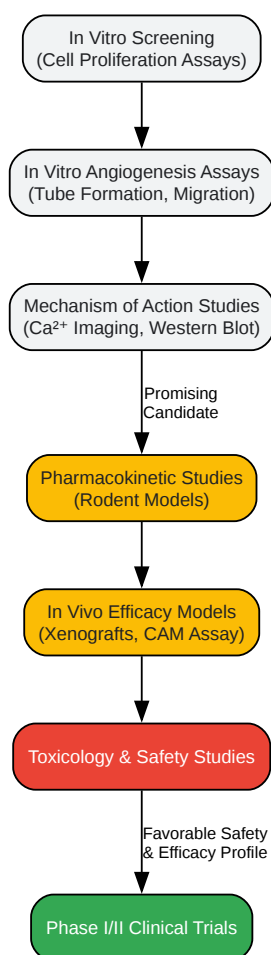 In Vitro Screening
(Cell Proliferation Assays)
In Vitro Angiogenesis Assays
(Tube Formation, Migration)
Mechanism of Action Studies
(Ca²⁺ Imaging, Western Blot)
Promising
Candidate
Pharmacokinetic Studies
(Rodent Models)
In Vivo Efficacy Models
(Xenografts, CAM Assay)
Toxicology & Safety Studies
Favorable Safety
& Efficacy Profile
Phase I/II Clinical Trials